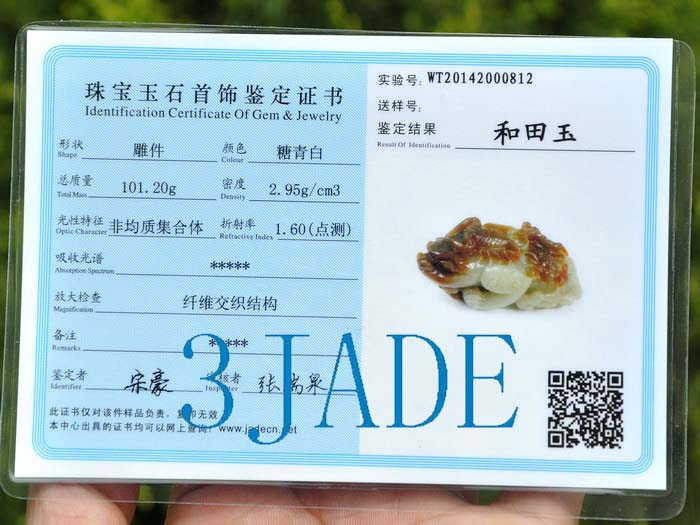 珠宝玉石首饰鉴定证书
Identification Certificate Of Gem & Jewelry
形状 雕件 颜色 糖青白
Shape Colour
总质量 101.20g 密度 2.95g/cm3
Total Mass Density
光性特征 非均质集合体 折射率 1.60(点测)
Optic Character Refractive Index
吸收光谱 *****
Absorption Spectrum
放大检查 纤维交织结构
Magnification
备注 *****
Remarks
鉴定者 宋豪 审核者 张尚泉
Identifier Inspector
此证书仅对该件样品负责，复印无效
本中心出具的证书均可以网上查询：www.jadecn.net
实验号: WT20142000812
送样号:
鉴定结果 和田玉
Result Of Identification
3JADE